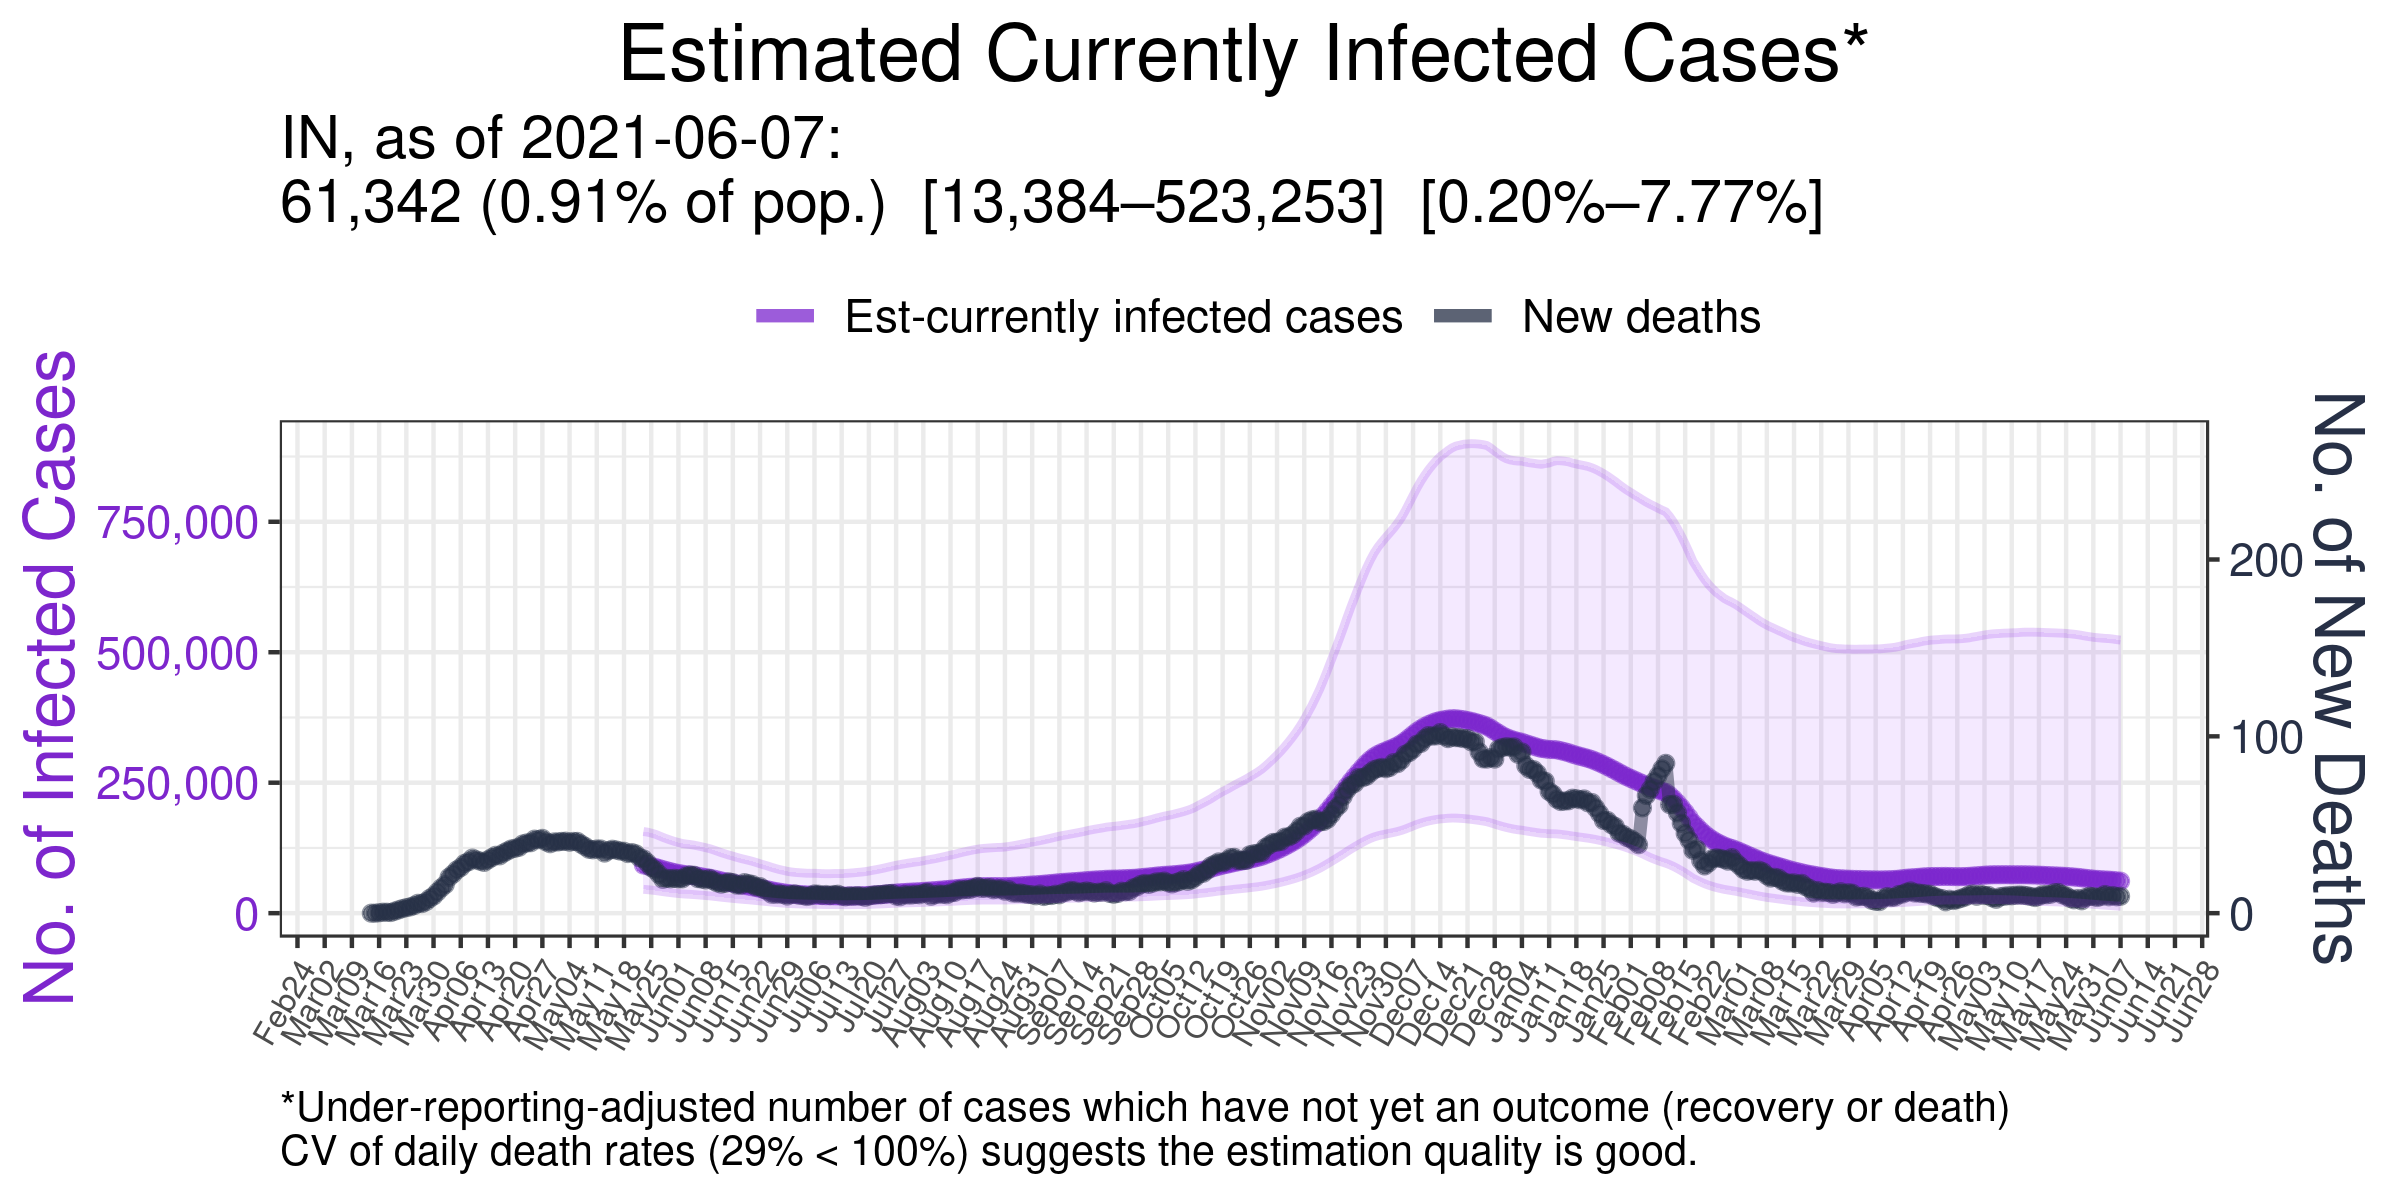 Estimated Currently Infected Cases*
IN, as of 2021-06-07:
61,342 (0.91% of pop.) [13,384–523,253] [0.20%–7.77%]
Est-currently infected cases
New deaths
No. of Infected Cases
750,000
500,000
250,000
0
No. of New Deaths
200
100
0
Feb24
Mar02
Mar09
Mar16
Mar23
Mar30
Apr06
Apr13
Apr20
Apr27
May04
May11
May18
May25
Jun01
Jun08
Jun15
Jun22
Jun29
Jul06
Jul13
Jul20
Jul27
Aug03
Aug10
Aug17
Aug24
Aug31
Sep07
Sep14
Sep21
Sep28
Oct05
Oct12
Oct19
Oct26
Nov02
Nov09
Nov16
Nov23
Nov30
Dec07
Dec14
Dec21
Dec28
Jan04
Jan11
Jan18
Jan25
Feb01
Feb08
Feb15
Feb22
Mar01
Mar08
Mar15
Mar22
Mar29
Apr05
Apr12
Apr19
Apr26
May03
May10
May17
May24
May31
Jun07
Jun14
Jun21
Jun28
*Under-reporting-adjusted number of cases which have not yet an outcome (recovery or death)
CV of daily death rates (29% < 100%) suggests the estimation quality is good.